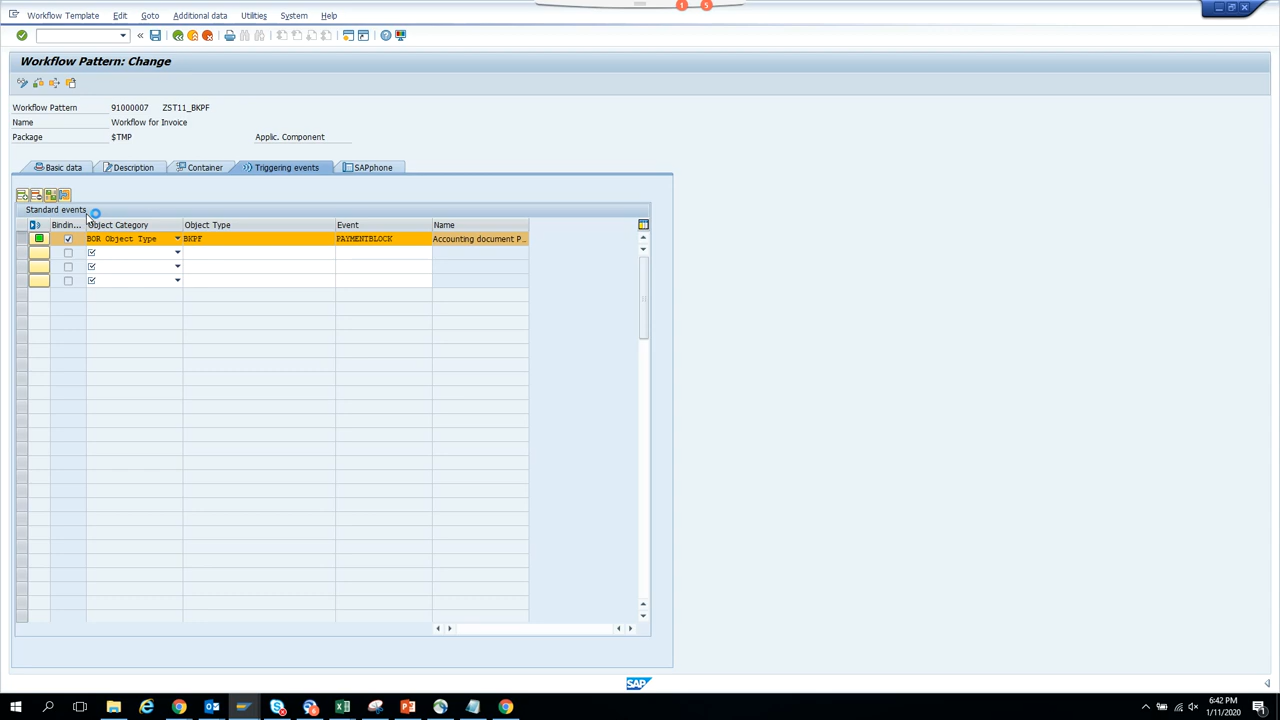 1 5
Workflow Template Edit Goto Additional data Utilities System Help
Workflow Pattern: Change
Workflow Pattern 91000007 ZST11_BKPF
Name Workflow for Invoice
Package $TMP Applic. Component
Basic data Description Container Triggering events SAPphone
Standard events
Bindin... Object Category Object Type Event Name
BOR Object Type BKPF PAYMENTBLOCK Accounting document P...
SAP
6:42 PM
1/11/2020